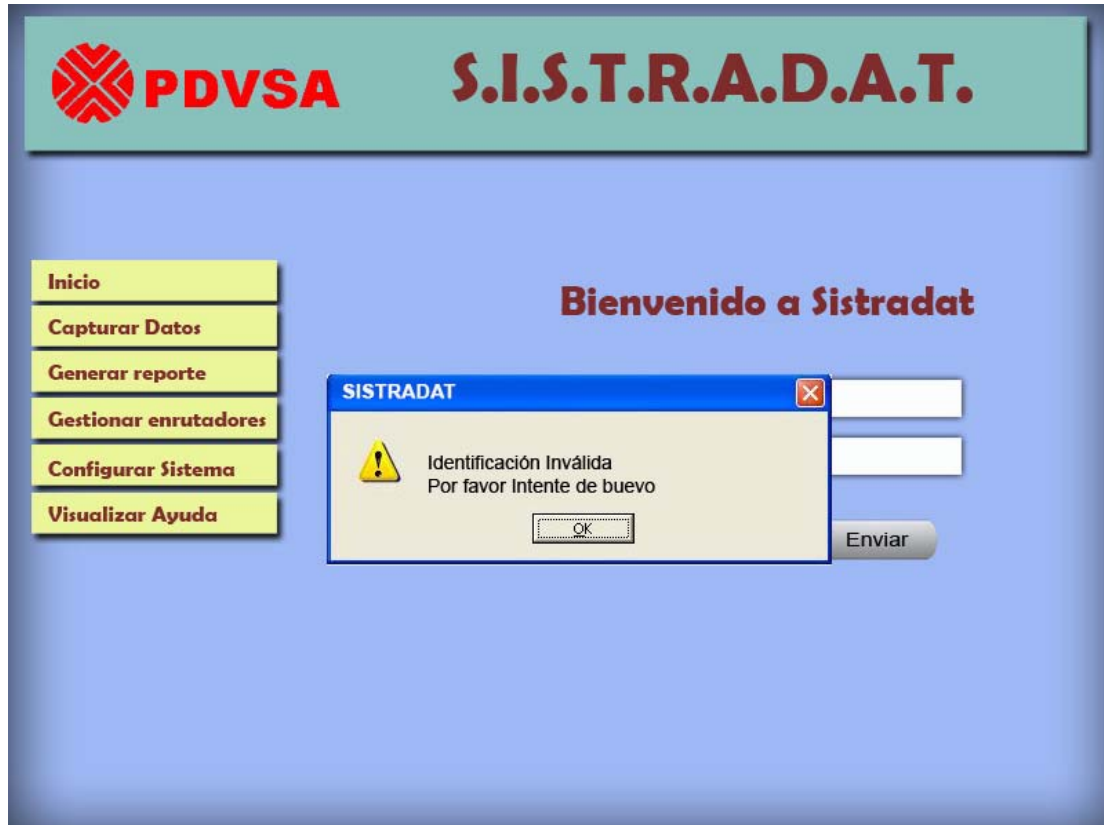 PDVSA
S.I.S.T.R.A.D.A.T.
Inicio
Capturar Datos
Generar reporte
Gestionar enrutadores
Configurar Sistema
Visualizar Ayuda
Bienvenido a Sistradat
SISTRADAT
Identificación Inválida
Por favor Intente de buevo
OK
Enviar